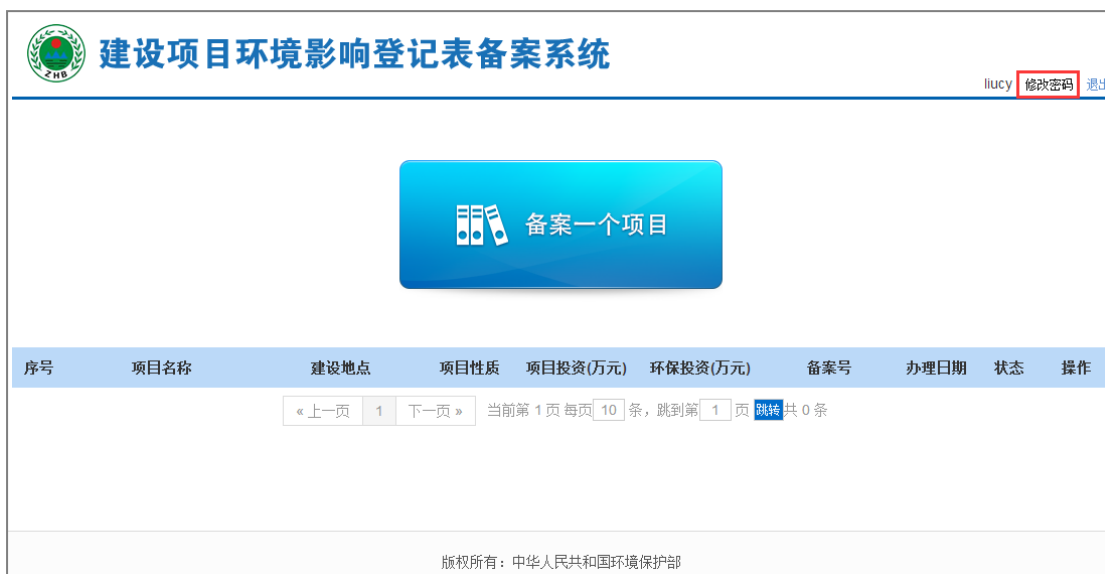 ZHB
建设项目环境影响登记表备案系统
liucy 修改密码 退出
备案一个项目
序号 项目名称 建设地点 项目性质 项目投资(万元) 环保投资(万元) 备案号 办理日期 状态 操作
« 上一页 1 下一页 » 当前第 1 页 每页 10 条，跳到第 1 页 跳转 共 0 条
版权所有：中华人民共和国环境保护部